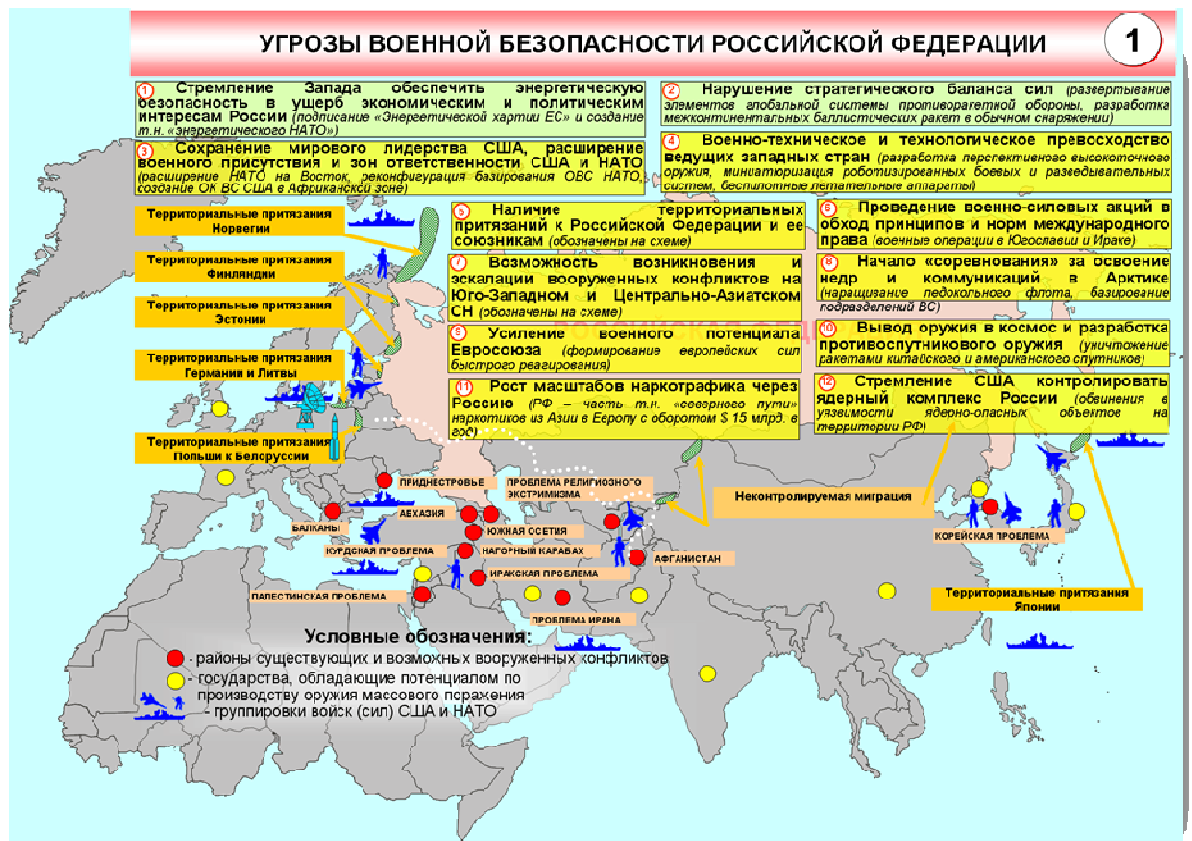 УГРОЗЫ ВОЕННОЙ БЕЗОПАСНОСТИ РОССИЙСКОЙ ФЕДЕРАЦИИ
1
1 Стремление Запада обеспечить энергетическую
безопасность в ущерб экономическим и политическим
интересам России (подписание «Энергетической хартии ЕС» и создание
т.н. «энергетического НАТО»)
2 Нарушение стратегического баланса сил (развертывание
элементов глобальной системы противоракетной обороны, разработка
межконтинентальных баллистических ракет в обычном снаряжении)
3 Сохранение мирового лидерства США, расширение
военного присутствия и зон ответственности США и НАТО
(расширение НАТО на Восток, реконфигурация базирования ОВС НАТО,
создание ОК ВС США в Африканской зоне)
4 Военно-техническое и технологическое превосходство
ведущих западных стран (разработка перспективного высокоточного
оружия, миниатюризация роботизированных боевых и разведывательных
систем, беспилотные летательные аппараты)
5 Наличие территориальных
притязаний к Российской Федерации и ее
союзникам (обозначены на схеме)
6 Проведение военно-силовых акций в
обход принципов и норм международного
права (военные операции в Югославии и Ираке)
7 Возможность возникновения и
эскалации вооруженных конфликтов на
Юго-Западном и Центрально-Азиатском
СН (обозначены на схеме)
8 Начало «соревнования» за освоение
недр и коммуникаций в Арктике
(наращивание ледокольного флота, базирование
подразделений ВС)
9 Усиление военного потенциала
Евросоюза (формирование европейских сил
быстрого реагирования)
10 Вывод оружия в космос и разработка
противоспутникового оружия (уничтожение
ракетами китайского и американского спутников)
11 Рост масштабов наркотрафика через
Россию (РФ – часть т.н. «северного пути»
наркотиков из Азии в Европу с оборотом $ 15 млрд. в
год)
12 Стремление США контролировать
ядерный комплекс России (обвинения в
уязвимости ядерно-опасных объектов на
территории РФ)
Территориальные притязания
Норвегии
Территориальные притязания
Финляндии
Территориальные притязания
Эстонии
Территориальные притязания
Германии и Литвы
Территориальные притязания
Польши к Белоруссии
ПРИДНЕСТРОВЬЕ
ПРОБЛЕМА РЕЛИГИОЗНОГО
ЭКСТРИМИЗМА
Неконтролируемая миграция
АБХАЗИЯ
БАЛКАНЫ
ЮЖНАЯ ОСЕТИЯ
КОРЕЙСКАЯ ПРОБЛЕМА
КУРДСКАЯ ПРОБЛЕМА
НАГОРНЫЙ КАРАБАХ
АФГАНИСТАН
ИРАКСКАЯ ПРОБЛЕМА
ПАЛЕСТИНСКАЯ ПРОБЛЕМА
Территориальные притязания
Японии
ПРОБЛЕМА ИРАНА
Условные обозначения:
- районы существующих и возможных вооруженных конфликтов
- государства, обладающие потенциалом по
производству оружия массового поражения
- группировки войск (сил) США и НАТО